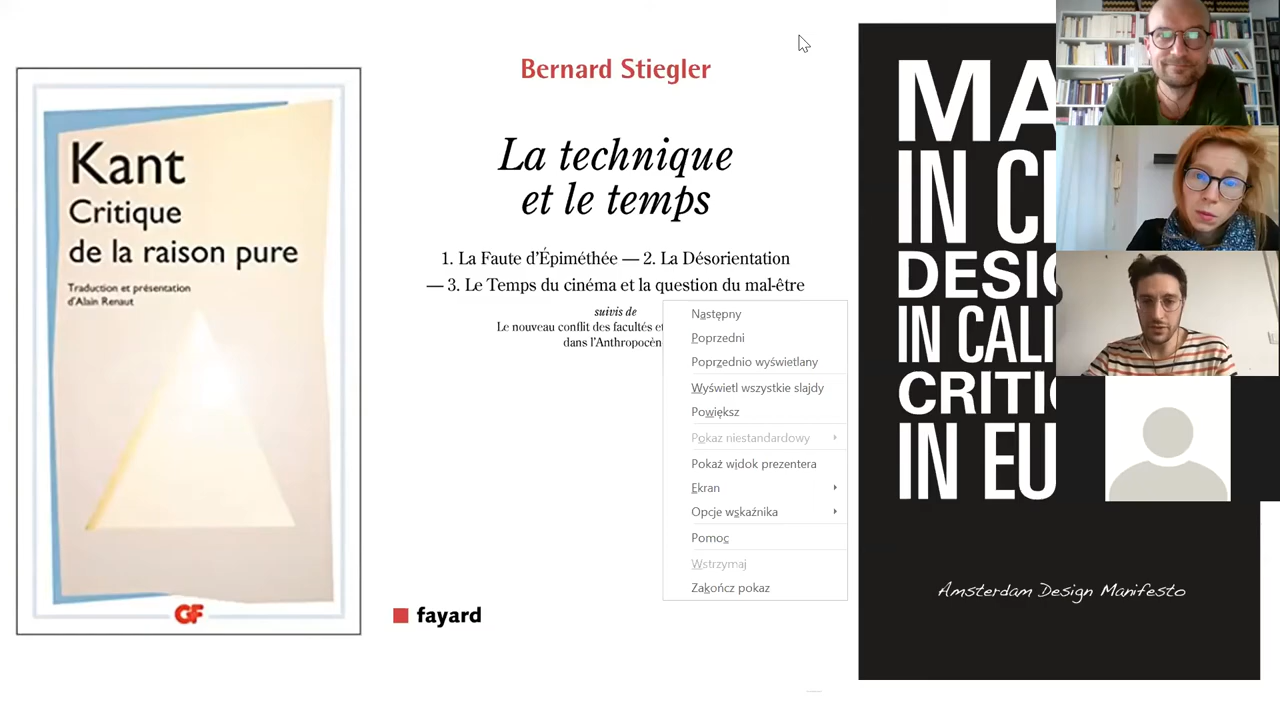 Kant
Critique
de la raison pure
Traduction et présentation
d'Alain Renaut
GF
Bernard Stiegler
La technique
et le temps
1. La Faute d'Épiméthée — 2. La Désorientation
— 3. Le Temps du cinéma et la question du mal-être
suivis de
Le nouveau conflit des facultés et
dans l'Anthropocèn
fayard
Następny
Poprzedni
Poprzednio wyświetlany
Wyświetl wszystkie slajdy
Powiększ
Pokaz niestandardowy
Pokaż widok prezentera
Ekran
Opcje wskaźnika
Pomoc
Wstrzymaj
Zakończ pokaz
MA
IN C
DESIG
IN CALI
CRITIC
IN EU
Amsterdam Design Manifesto